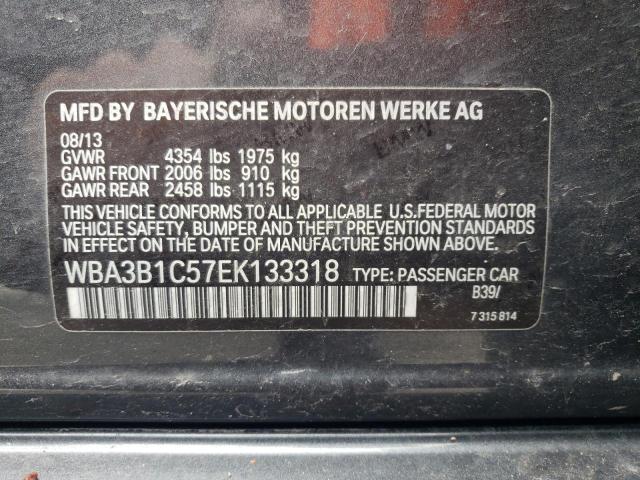 MFD BY BAYERISCHE MOTOREN WERKE AG
08/13
GVWR 4354 lbs 1975 kg
GAWR FRONT 2006 lbs 910 kg
GAWR REAR 2458 lbs 1115 kg
THIS VEHICLE CONFORMS TO ALL APPLICABLE U.S.FEDERAL MOTOR
VEHICLE SAFETY, BUMPER AND THEFT PREVENTION STANDARDS
IN EFFECT ON THE DATE OF MANUFACTURE SHOWN ABOVE.
WBA3B1C57EK133318 TYPE: PASSENGER CAR
B39/
7 315 814